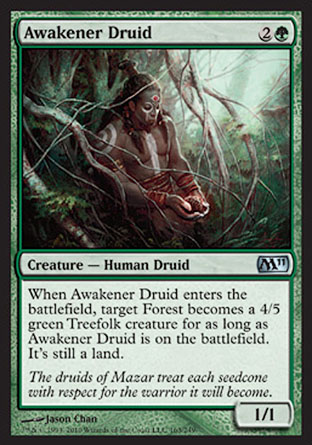 Awakener Druid 2
Creature — Human Druid M11
When Awakener Druid enters the
battlefield, target Forest becomes a 4/5
green Treefolk creature for as long as
Awakener Druid is on the battlefield.
It's still a land.
The druids of Mazar treat each seedcone
with respect for the warrior it will become.
Jason Chan
1/1